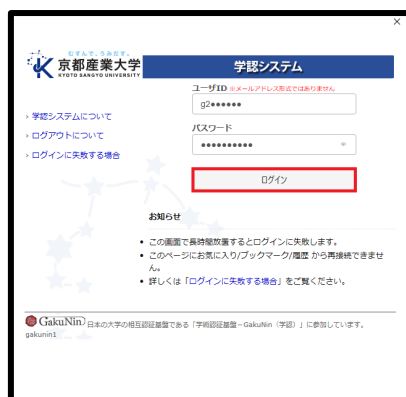 ×
むすんで、うみだす。
京都産業大学
KYOTO SANGYO UNIVERSITY
学認システム
ユーザID ※メールアドレス形式ではありません
g2●●●●●●
› 学認システムについて
パスワード
› ログアウトについて
●●●●●●●●●●
› ログインに失敗する場合
ログイン
お知らせ
• この画面で長時間放置するとログインに失敗します。
• このページにお気に入り/ブックマーク/履歴 から再接続できませ
ん。
• 詳しくは「ログインに失敗する場合」をご覧ください。
GakuNin 日本の大学の相互認証基盤である「学術認証基盤－GakuNin（学認）」に参加しています。
gakunin1